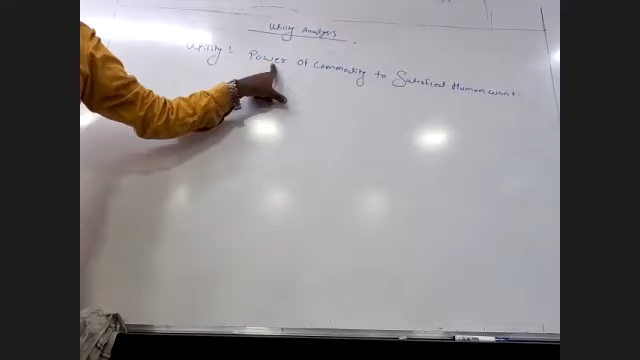 Utility Analysis
Utility : Power of Commodity to Satisfied Human want.